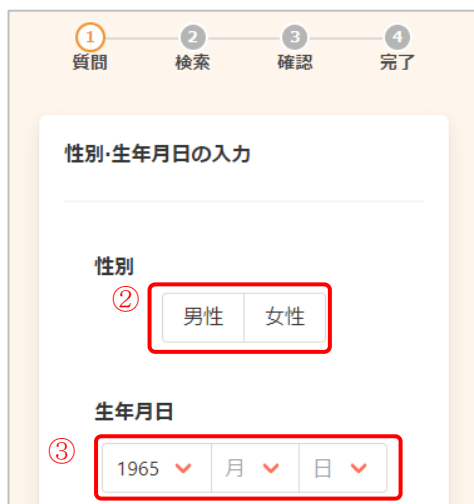 1 2 3 4
質問 検索 確認 完了
性別・生年月日の入力
性別
②
男性 女性
生年月日
③
1965 月 日